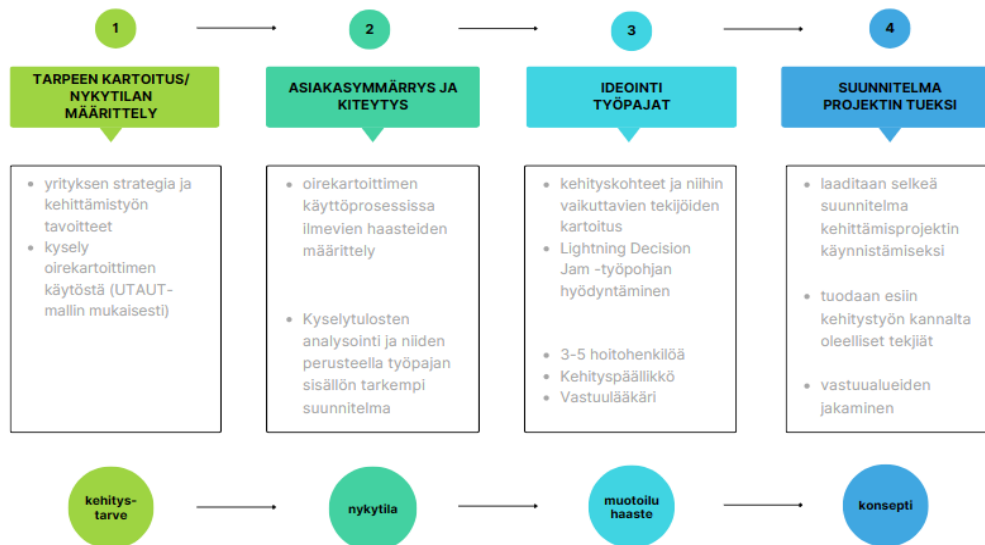 1
2
3
4
TARPEEN KARTOITUS/
NYKYTILAN
MÄÄRITTELY
ASIAKASYMMÄRRYS JA
KITEYTYS
IDEOINTI
TYÖPAJAT
SUUNNITELMA
PROJEKTIN TUEKSI
• yrityksen strategia ja
kehittämistyön
tavoitteet
• kysely
oirekartoittimen
käytöstä (UTAUT-
mallin mukaisesti)
• oirekartoittimen
käyttöprosessissa
ilmevien haasteiden
määrittely
• Kyselytulosten
analysointi ja niiden
perusteella työpajan
sisällön tarkempi
suunnitelma
• kehityskohteet ja niihin
vaikuttavien tekijöiden
kartoitus
• Lightning Decision
Jam -työpohjan
hyödyntäminen
• 3-5 hoitohenkilöä
• Kehityspäällikkö
• Vastuulääkäri
• laaditaan selkeä
suunnitelma
kehittämisprojektin
käynnistämiseksi
• tuodaan esiin
kehitystyön kannalta
oleelliset tekjiät
• vastuualueiden
jakaminen
kehitys-
tarve
nykytila
muotoilu
haaste
konsepti